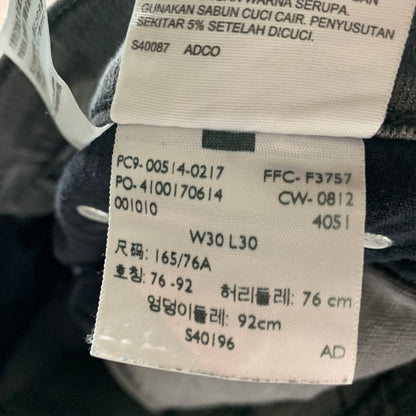 GUNAKAN SABUN CUCI CAIR. PENYUSUTAN
SEKITAR 5% SETELAH DICUCI.
S40087 ADCO
PC9-00514-0217 FFC-F3757
PO-4100170614 CW-0812
001010 4051
W30 L30
尺码: 165/76A
호칭: 76-92 허리둘레: 76 cm
엉덩이둘레: 92cm
S40196 AD